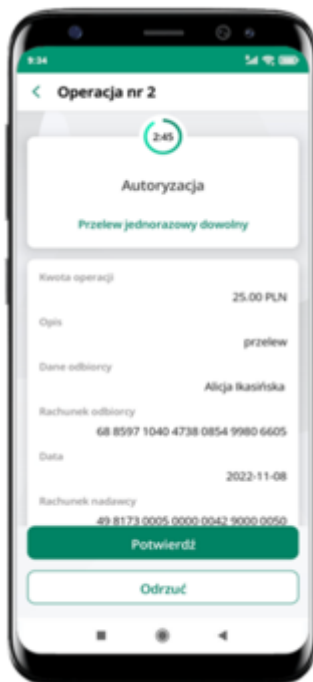 9:34
Operacja nr 2
2:45
Autoryzacja
Przelew jednorazowy dowolny
Kwota operacji
25.00 PLN
Opis
przelew
Dane odbiorcy
Alicja Ikasińska
Rachunek odbiorcy
68 8597 1040 4738 0854 9980 6605
Data
2022-11-08
Rachunek nadawcy
49 8173 0005 0000 0042 9000 0050
Potwierdź
Odrzuć